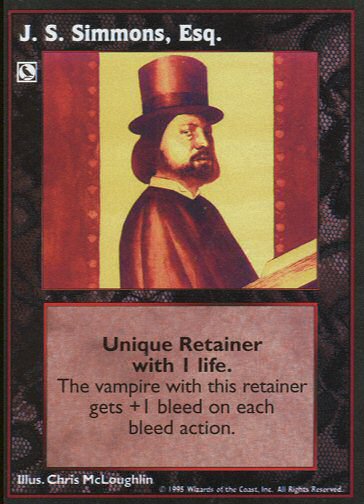 J. S. Simmons, Esq.
Unique Retainer
with 1 life.
The vampire with this retainer
gets +1 bleed on each
bleed action.
Illus. Chris McLoughlin
© 1995 Wizards of the Coast, Inc. All Rights Reserved.